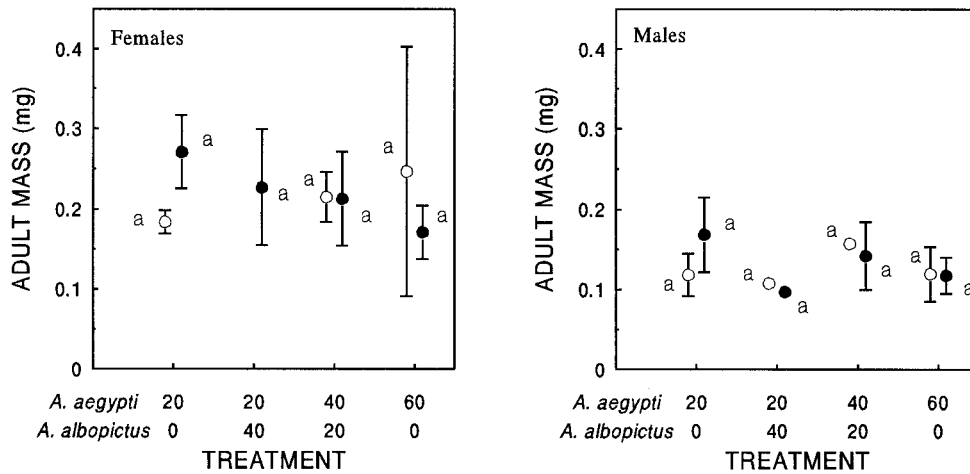 Females
ADULT MASS (mg)
0.4
0.3
0.2
0.1
0
a
a
a
a
a
a
a
A. aegypti 20 20 40 60
A. albopictus 0 40 20 0
TREATMENT
Males
ADULT MASS (mg)
0.4
0.3
0.2
0.1
0
a
a
a
a
a
a
a
a
A. aegypti 20 20 40 60
A. albopictus 0 40 20 0
TREATMENT